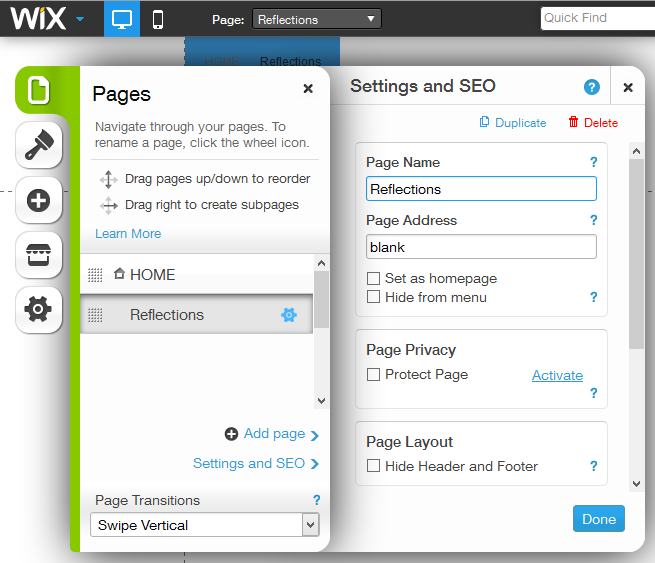 WiX
Page: Reflections
Quick Find
HOME Reflections
Pages
Navigate through your pages. To
rename a page, click the wheel icon.
Drag pages up/down to reorder
Drag right to create subpages
Learn More
HOME
Reflections
Add page
Settings and SEO
Page Transitions ?
Swipe Vertical
Settings and SEO ?
Duplicate Delete
Page Name ?
Reflections
Page Address ?
blank
Set as homepage
Hide from menu ?
Page Privacy
Protect Page Activate
?
Page Layout
Hide Header and Footer ?
Done